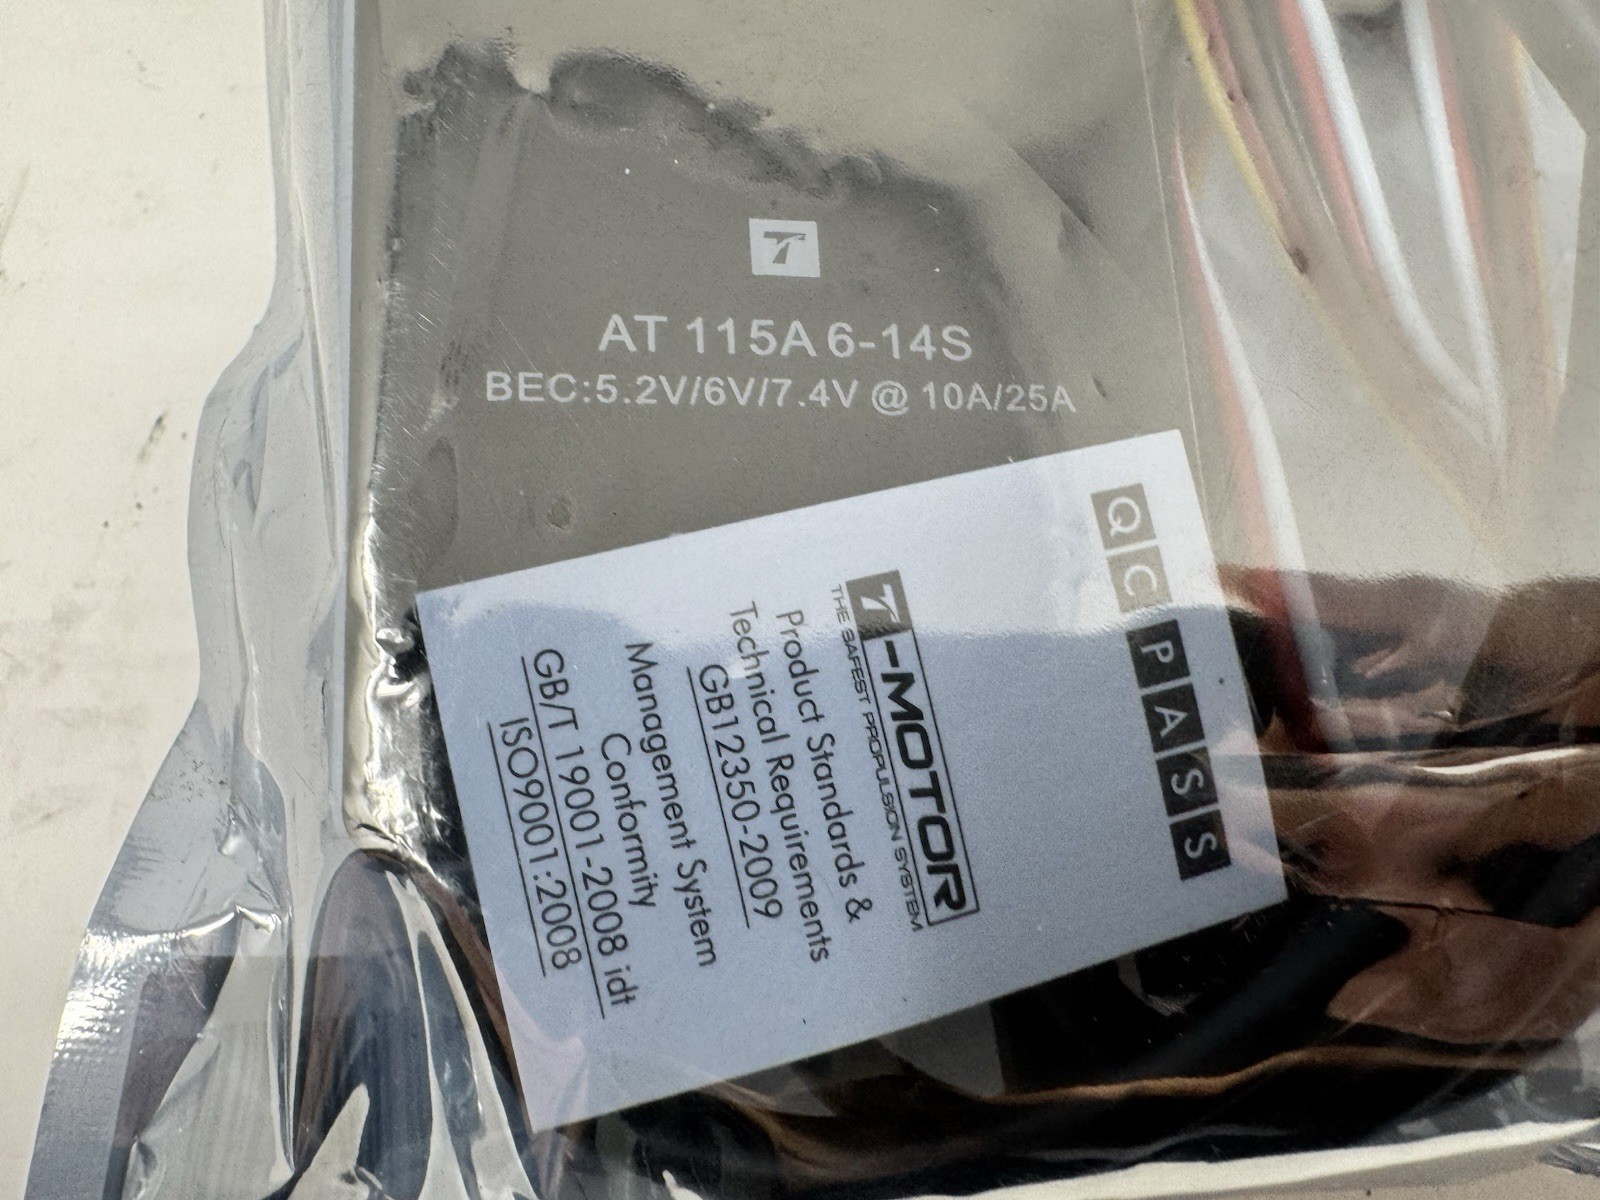 T
AT 115A 6-14S
BEC:5.2V/6V/7.4V @ 10A/25A
QC PASS
T-MOTOR
THE SAFEST PROPULSION SYSTEM
Product Standards &
Technical Requirements
GB12350-2009
Management System
Conformity
GB/T 19001-2008 idt
ISO9001:2008